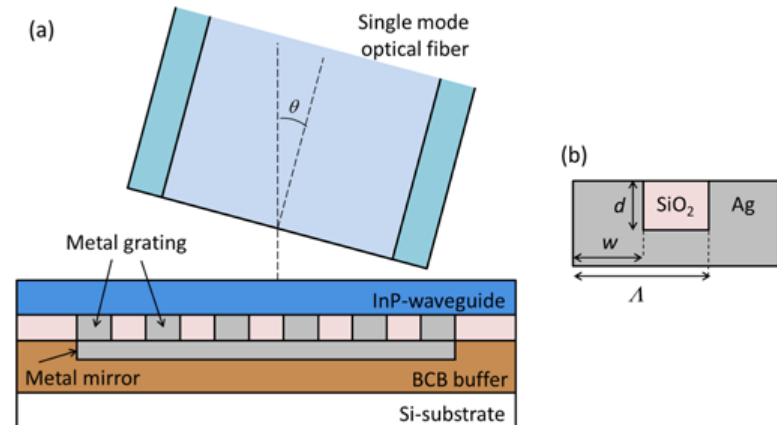 (a)
Single mode
optical fiber
θ
Metal grating
InP-waveguide
Metal mirror
BCB buffer
Si-substrate
(b)
d
SiO₂
Ag
w
Λ